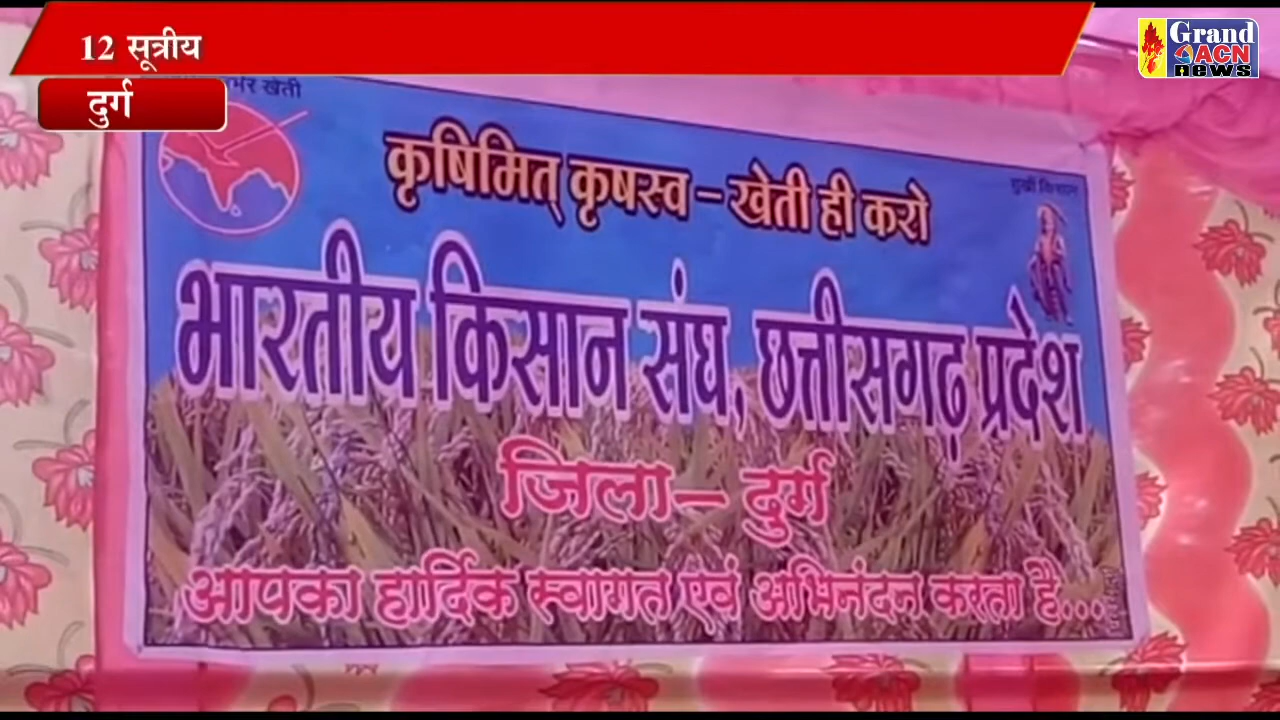 12 सूत्रीय
Grand
ACN
news
दुर्ग
खेती
कृषिमित् कृषस्व – खेती ही करो
भारतीय किसान संघ, छत्तीसगढ़ प्रदेश
जिला – दुर्ग
आपका हार्दिक स्वागत एवं अभिनंदन करता है...